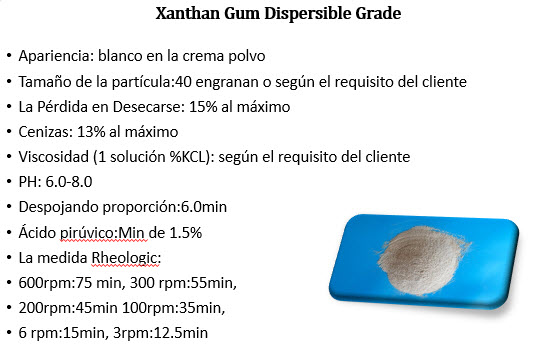 Xanthan Gum Dispersible Grade
• Apariencia: blanco en la crema polvo
• Tamaño de la partícula:40 engranan o según el requisito del cliente
• La Pérdida en Desecarse: 15% al máximo
• Cenizas: 13% al máximo
• Viscosidad (1 solución %KCL): según el requisito del cliente
• PH: 6.0-8.0
• Despojando proporción:6.0min
• Ácido pirúvico:Min de 1.5%
• La medida Rheologic:
• 600rpm:75 min, 300 rpm:55min,
• 200rpm:45min 100rpm:35min,
• 6 rpm:15min, 3rpm:12.5min